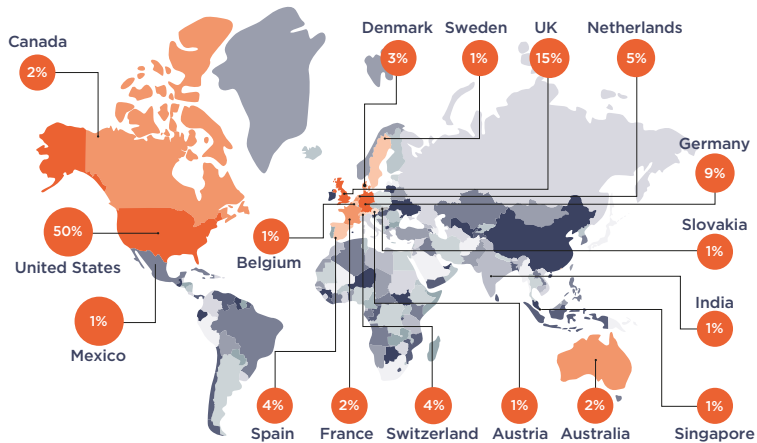 Denmark
3%
Sweden
1%
UK
15%
Netherlands
5%
Canada
2%
Germany
9%
50%
United States
1%
Belgium
Slovakia
1%
1%
Mexico
India
1%
4%
Spain
2%
France
4%
Switzerland
1%
Austria
2%
Australia
1%
Singapore